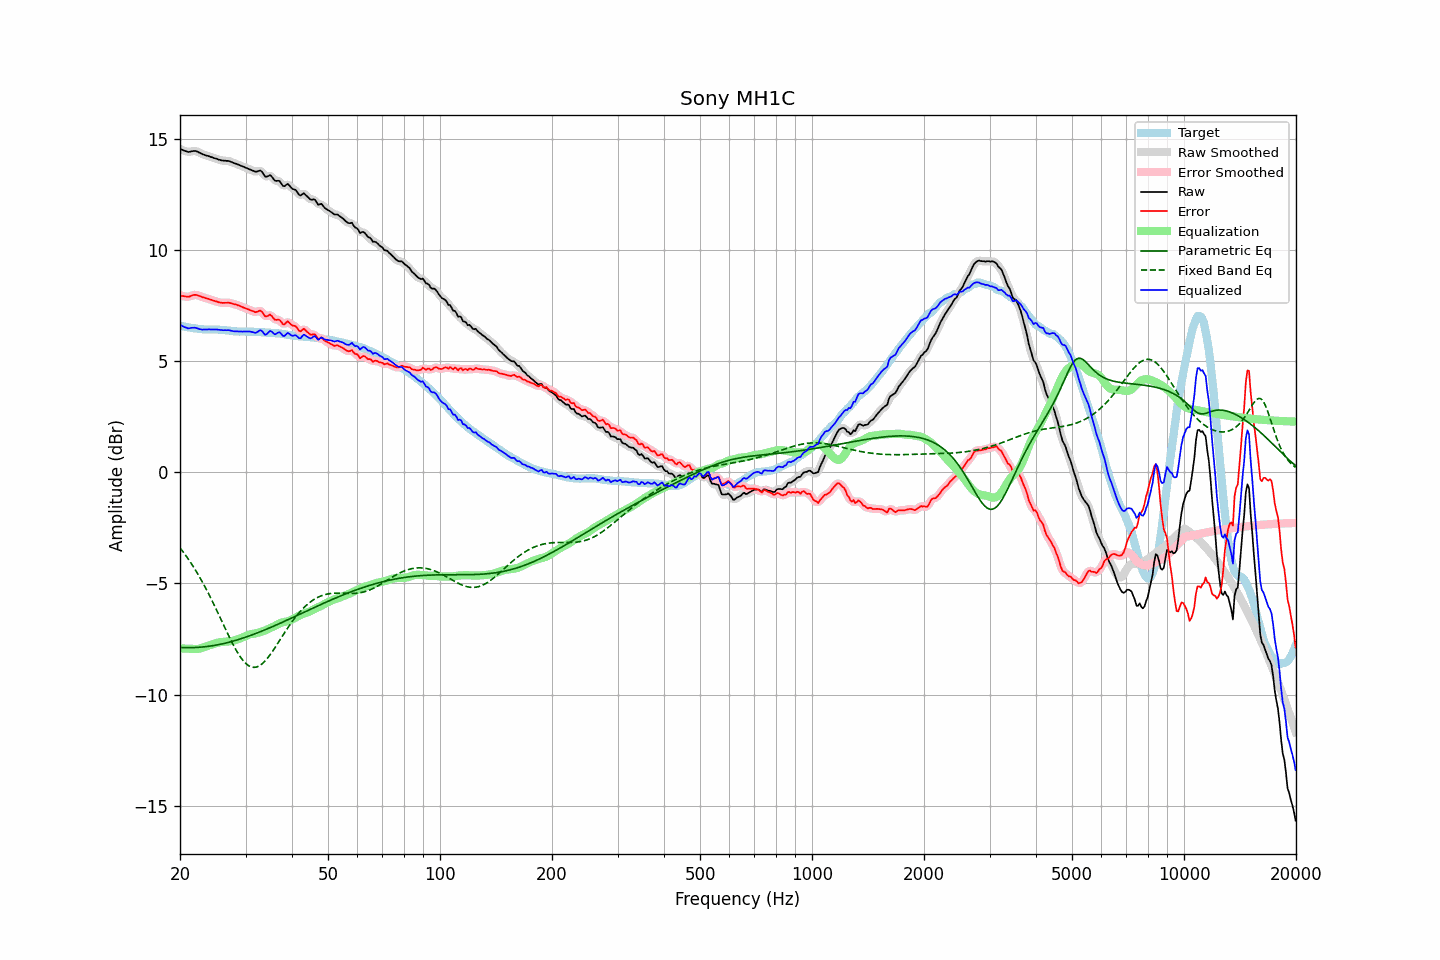 Sony MH1C
Amplitude (dBr)
15
10
5
0
−5
−10
−15
Target
Raw Smoothed
Error Smoothed
Raw
Error
Equalization
Parametric Eq
Fixed Band Eq
Equalized
20 50 100 200 500 1000 2000 5000 10000 20000
Frequency (Hz)